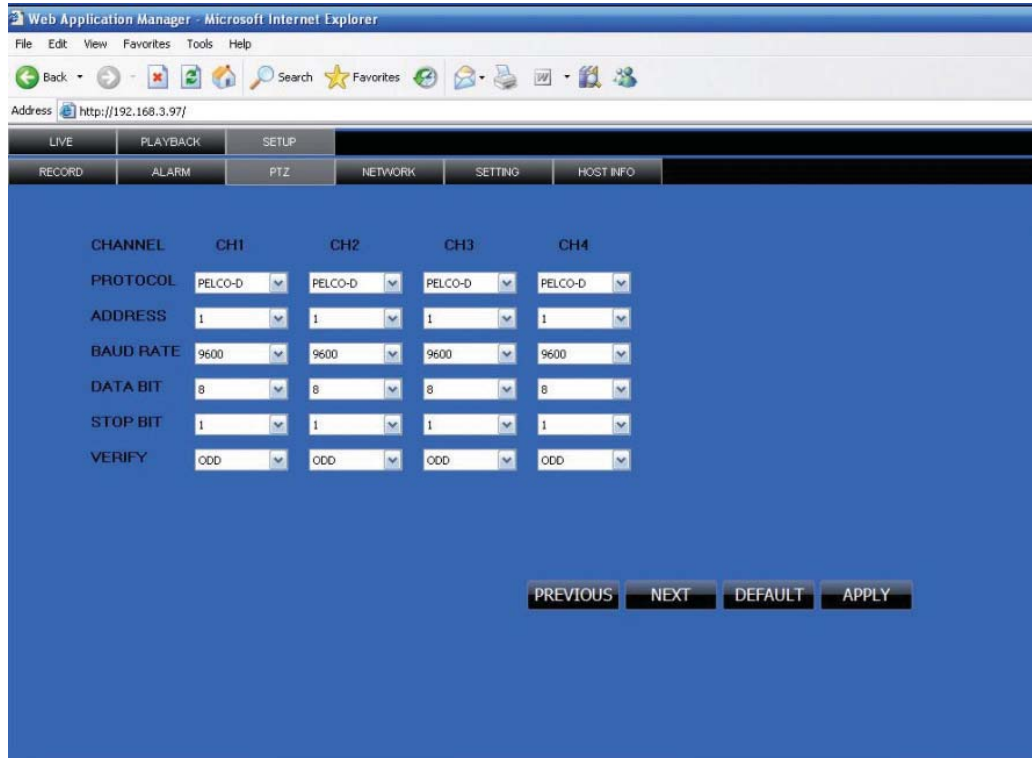 Web Application Manager - Microsoft Internet Explorer
File Edit View Favorites Tools Help
Back Search Favorites
Address http://192.168.3.97/
LIVE PLAYBACK SETUP
RECORD ALARM PTZ NETWORK SETTING HOST INFO
CHANNEL CH1 CH2 CH3 CH4
PROTOCOL PELCO-D PELCO-D PELCO-D PELCO-D
ADDRESS 1 1 1 1
BAUD RATE 9600 9600 9600 9600
DATA BIT 8 8 8 8
STOP BIT 1 1 1 1
VERIFY ODD ODD ODD ODD
PREVIOUS NEXT DEFAULT APPLY